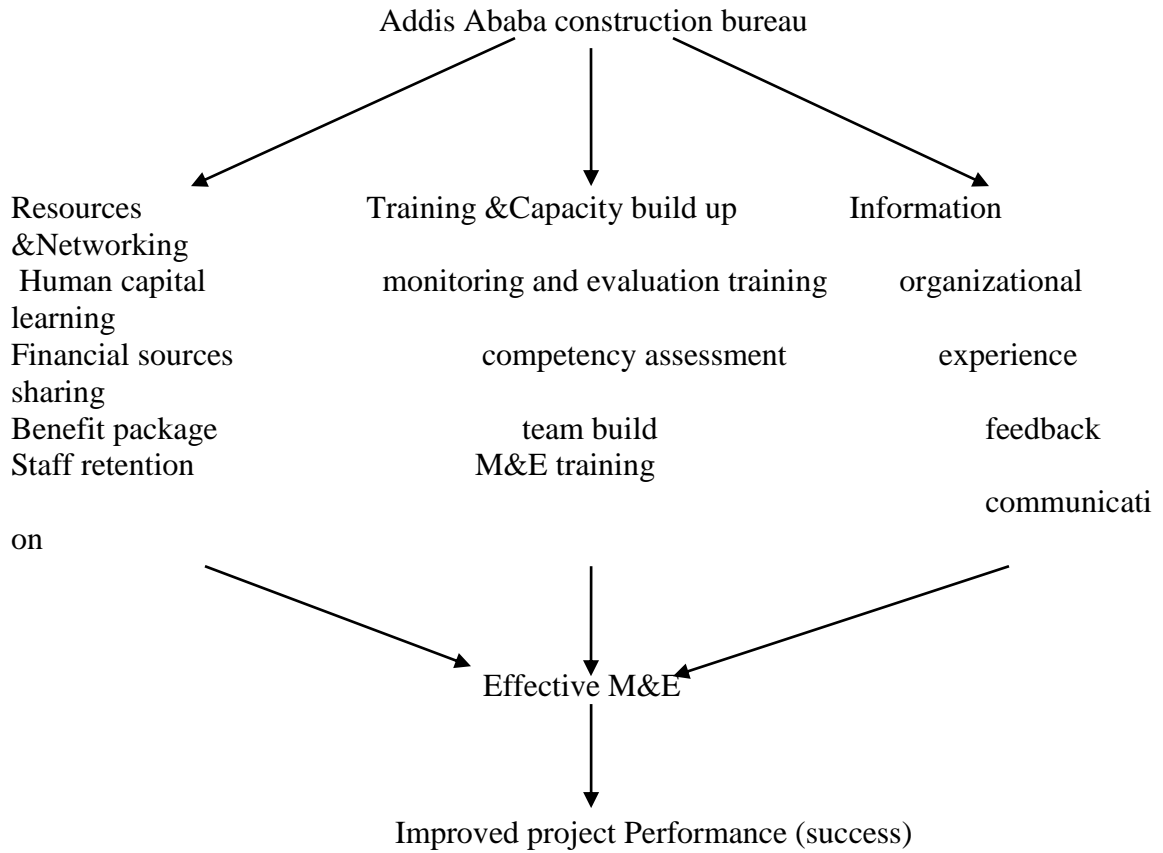 Addis Ababa construction bureau
Resources Training &Capacity build up Information
&Networking
Human capital monitoring and evaluation training organizational
learning
Financial sources competency assessment experience
sharing
Benefit package team build feedback
Staff retention M&E training
communicati
on
Effective M&E
Improved project Performance (success)